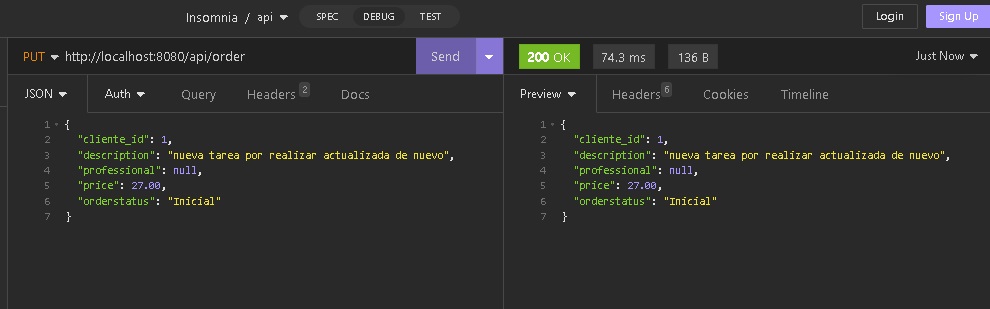 Insomnia / api SPEC DEBUG TEST Login Sign Up
PUT http://localhost:8080/api/order Send 200 OK 74.3 ms 136 B Just Now
JSON Auth Query Headers 2 Docs Preview Headers 6 Cookies Timeline
1 {
2 "cliente_id": 1,
3 "description": "nueva tarea por realizar actualizada de nuevo",
4 "professional": null,
5 "price": 27.00,
6 "orderstatus": "Inicial"
7 }
1 {
2 "cliente_id": 1,
3 "description": "nueva tarea por realizar actualizada de nuevo",
4 "professional": null,
5 "price": 27.00,
6 "orderstatus": "Inicial"
7 }